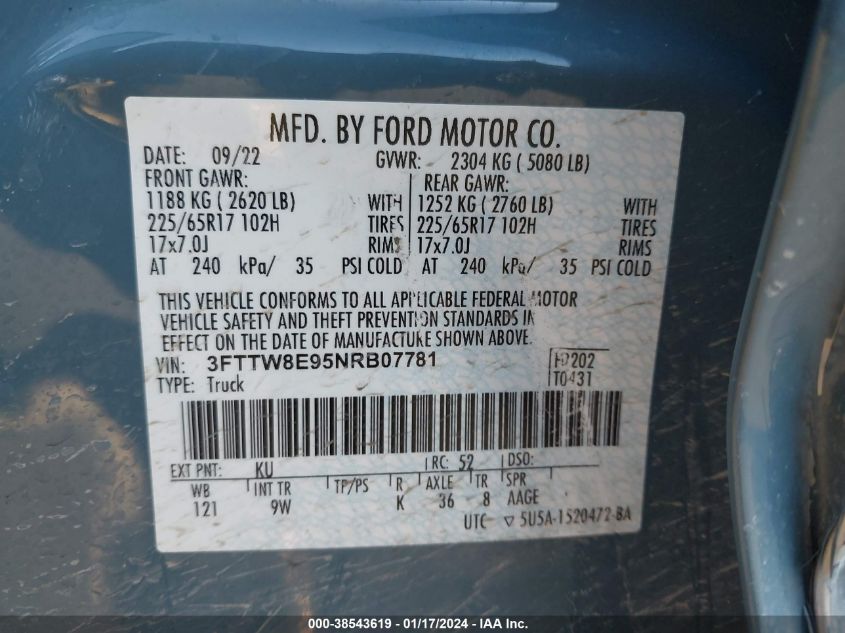 MFD. BY FORD MOTOR CO.
DATE: 09/22 GVWR: 2304 KG ( 5080 LB)
FRONT GAWR: REAR GAWR:
1188 KG ( 2620 LB) WITH 1252 KG ( 2760 LB) WITH
225/65R17 102H TIRES 225/65R17 102H TIRES
17x7.0J RIMS 17x7.0J RIMS
AT 240 kPa/ 35 PSI COLD AT 240 kPa/ 35 PSI COLD
THIS VEHICLE CONFORMS TO ALL APPLICABLE FEDERAL MOTOR
VEHICLE SAFETY AND THEFT PREVENTION STANDARDS IN
EFFECT ON THE DATE OF MANUFACTURE SHOWN ABOVE.
VIN: 3FTTW8E95NRB07781 F0202
TYPE: Truck T0431
EXT PNT: KU RC: 52 DSO:
WB INT TR TP/PS R AXLE TR SPR
121 9W K 36 8 AAGE
UTC ▽ 5U5A-1520472-BA
000-38543619 - 01/17/2024 - IAA Inc.